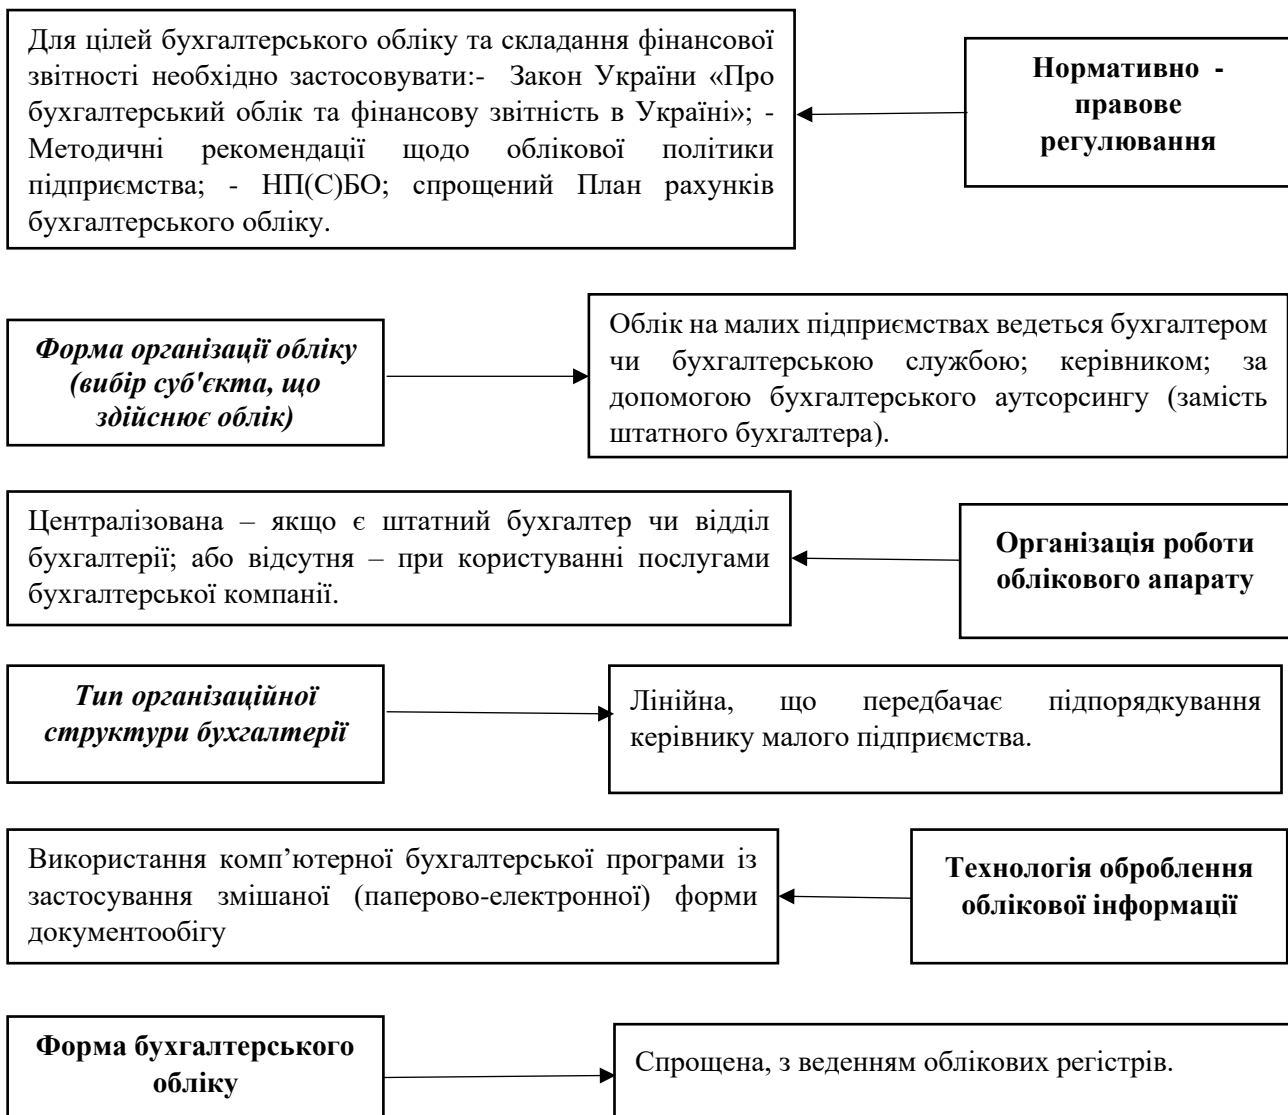 Для цілей бухгалтерського обліку та складання фінансової
звітності необхідно застосовувати:- Закон України «Про
бухгалтерський облік та фінансову звітність в Україні»; -
Методичні рекомендації щодо облікової політики
підприємства; - НП(С)БО; спрощений План рахунків
бухгалтерського обліку.
Нормативно -
правове
регулювання
Форма організації обліку
(вибір суб'єкта, що
здійснює облік)
Облік на малих підприємствах ведеться бухгалтером
чи бухгалтерською службою; керівником; за
допомогою бухгалтерського аутсорсингу (замість
штатного бухгалтера).
Централізована – якщо є штатний бухгалтер чи відділ
бухгалтерії; або відсутня – при користуванні послугами
бухгалтерської компанії.
Організація роботи
облікового апарату
Тип організаційної
структури бухгалтерії
Лінійна, що передбачає підпорядкування
керівнику малого підприємства.
Використання комп’ютерної бухгалтерської програми із
застосування змішаної (паперово-електронної) форми
документообігу
Технологія оброблення
облікової інформації
Форма бухгалтерського
обліку
Спрощена, з веденням облікових регістрів.